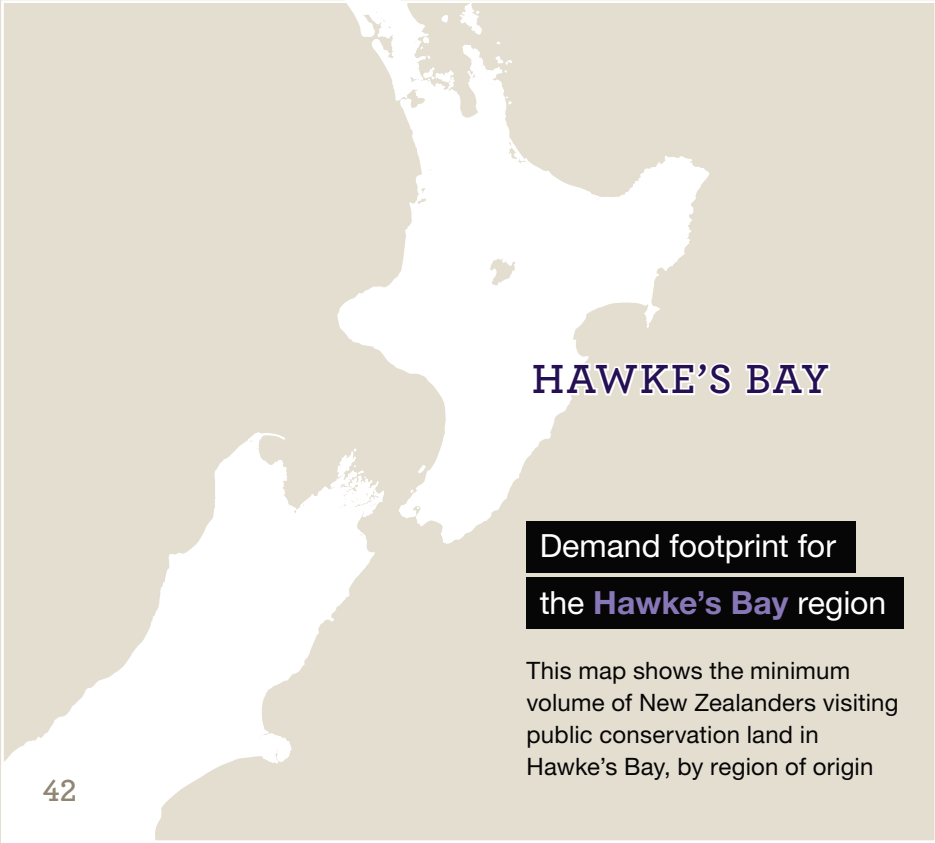 HAWKE’S BAY
Demand footprint for
the Hawke’s Bay region
This map shows the minimum
volume of New Zealanders visiting
public conservation land in
Hawke’s Bay, by region of origin
42